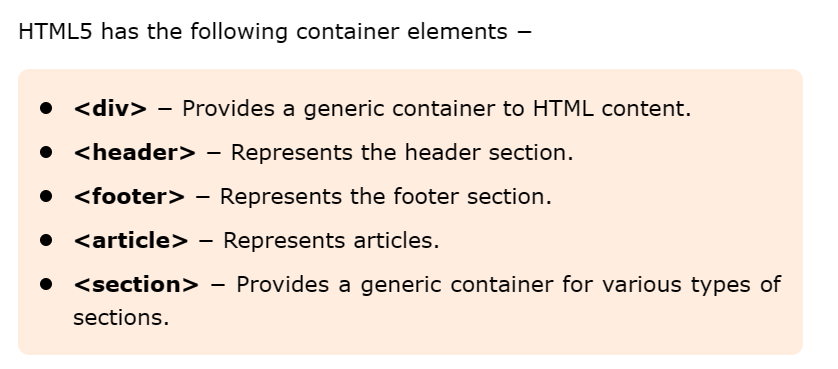 HTML5 has the following container elements −
● <div> − Provides a generic container to HTML content.
● <header> − Represents the header section.
● <footer> − Represents the footer section.
● <article> − Represents articles.
● <section> − Provides a generic container for various types of
sections.